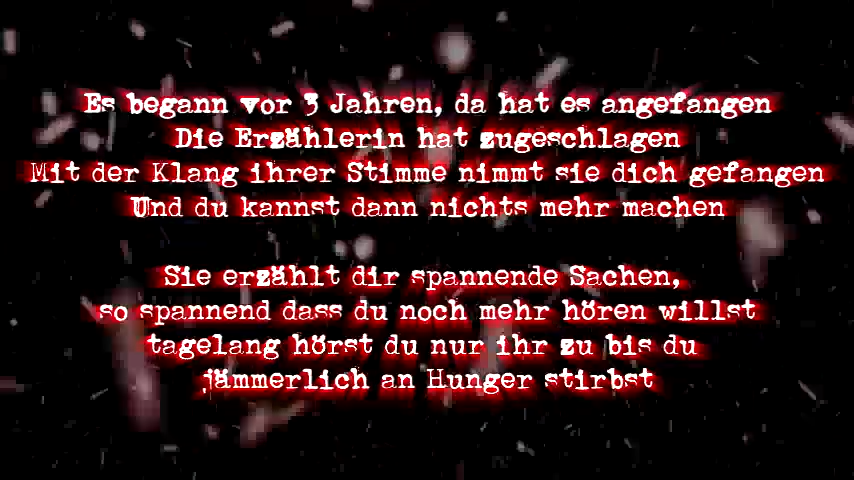 Es begann vor 3 Jahren, da hat es angefangen
Die Erzählerin hat zugeschlagen
Mit der Klang ihrer Stimme nimmt sie dich gefangen
Und du kannst dann nichts mehr machen
Sie erzählt dir spannende Sachen,
so spannend dass du noch mehr hören willst
tagelang hörst du nur ihr zu bis du
jämmerlich an Hunger stirbst